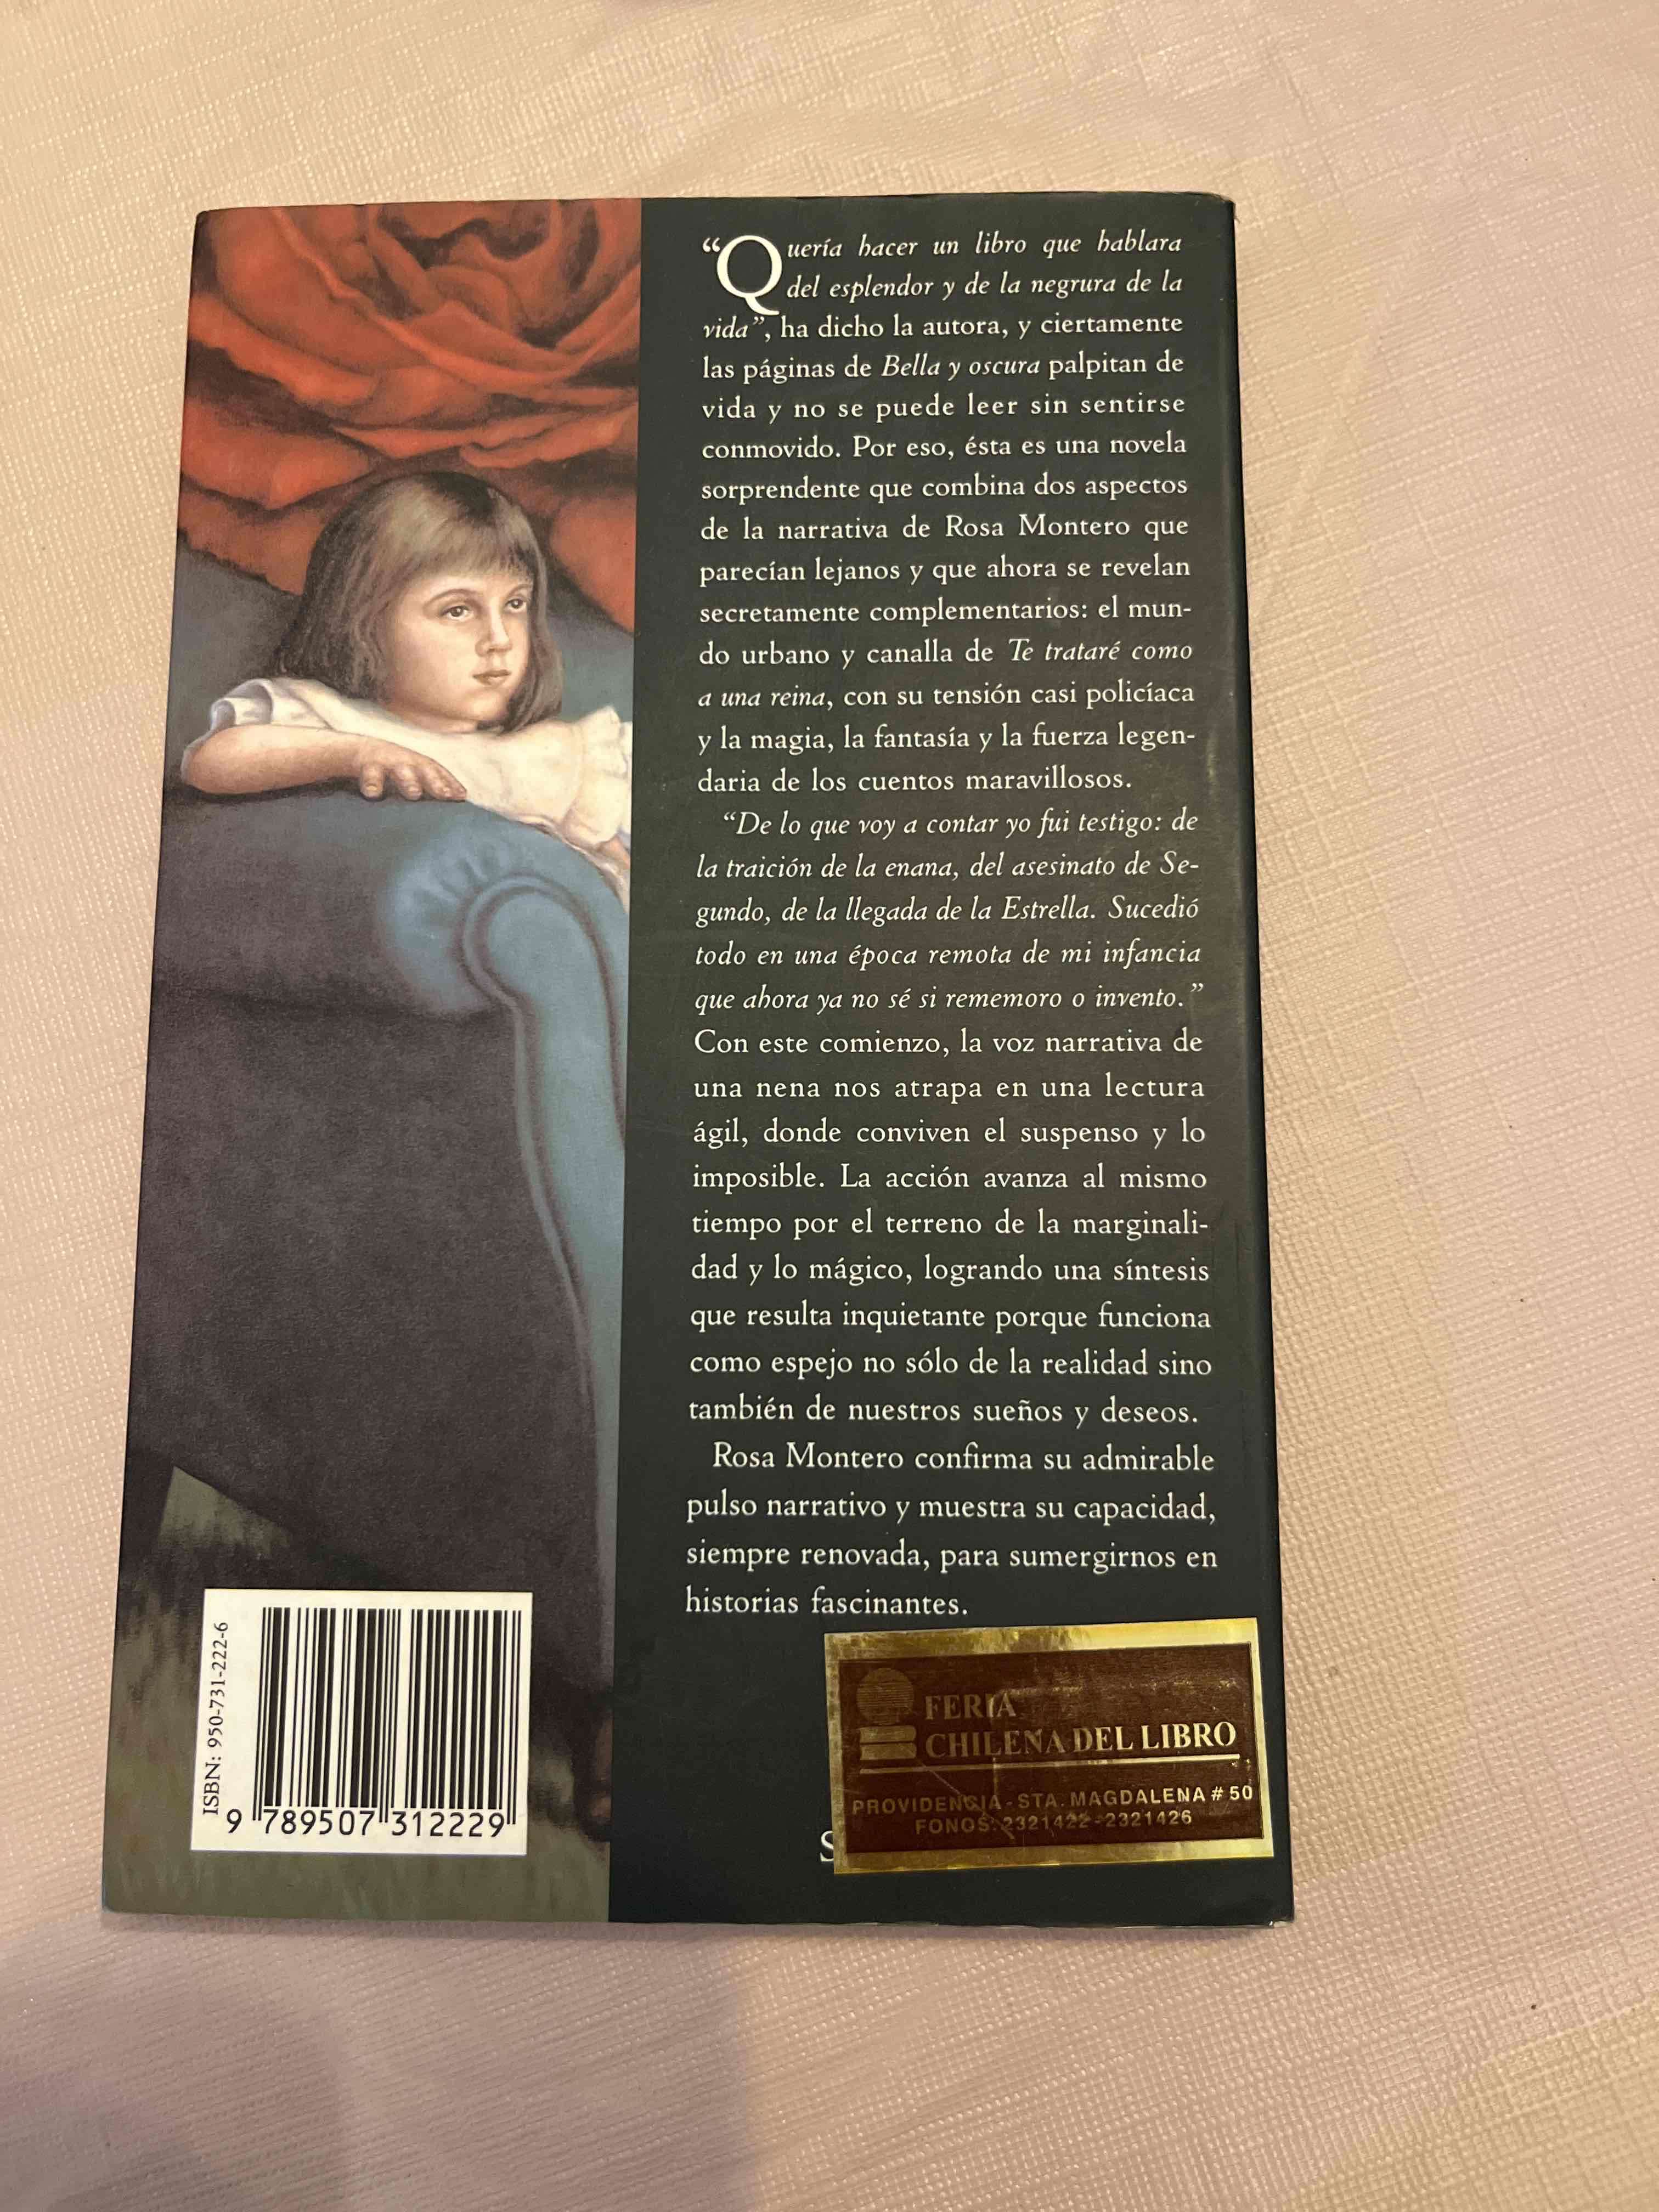 “Quería hacer un libro que hablara
del esplendor y de la negrura de la
vida”, ha dicho la autora, y ciertamente
las páginas de Bella y oscura palpitan de
vida y no se puede leer sin sentirse
conmovido. Por eso, ésta es una novela
sorprendente que combina dos aspectos
de la narrativa de Rosa Montero que
parecían lejanos y que ahora se revelan
secretamente complementarios: el mun-
do urbano y canalla de Te trataré como
a una reina, con su tensión casi policíaca
y la magia, la fantasía y la fuerza legen-
daria de los cuentos maravillosos.
“De lo que voy a contar yo fui testigo: de
la traición de la enana, del asesinato de Se-
gundo, de la llegada de la Estrella. Sucedió
todo en una época remota de mi infancia
que ahora ya no sé si rememoro o invento.”
Con este comienzo, la voz narrativa de
una nena nos atrapa en una lectura
ágil, donde conviven el suspenso y lo
imposible. La acción avanza al mismo
tiempo por el terreno de la marginali-
dad y lo mágico, logrando una síntesis
que resulta inquietante porque funciona
como espejo no sólo de la realidad sino
también de nuestros sueños y deseos.
Rosa Montero confirma su admirable
pulso narrativo y muestra su capacidad,
siempre renovada, para sumergirnos en
historias fascinantes.
ISBN: 950-731-222-6
9 789507 312229
FERIA
CHILENA DEL LIBRO
PROVIDENCIA - STA. MAGDALENA # 50
FONOS: 2321422 - 2321426